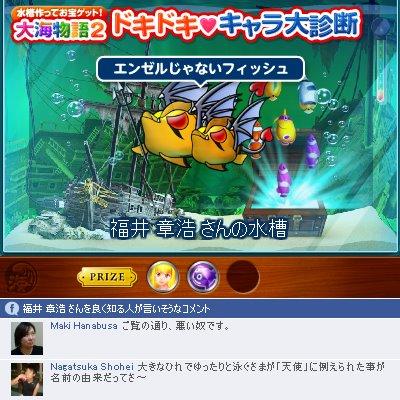 水槽作ってお宝ゲット!
大海物語2 ドキドキ♥キャラ大診断
エンゼルじゃないフィッシュ
福井 章浩 さんの水槽
PRIZE
福井 章浩 さんを良く知る人が言いそうなコメント
Maki Hanabusa ご覧の通り、悪い奴です。
Nagatsuka Shohei 大きなひれでゆったりと泳ぐさまが「天使」に例えられた事が
名前の由来だってさ〜